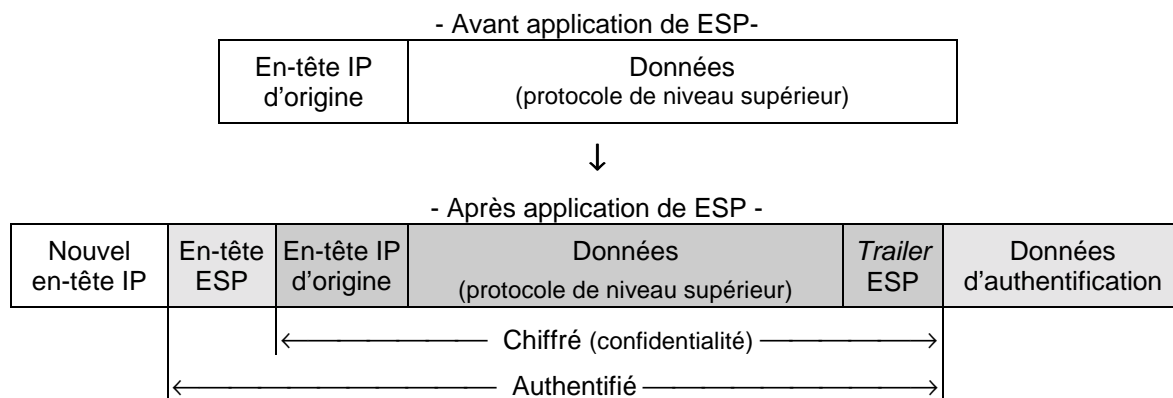 - Avant application de ESP-
En-tête IP
d'origine
Données
(protocole de niveau supérieur)
- Après application de ESP -
Nouvel
en-tête IP
En-tête
ESP
En-tête IP
d'origine
Données
(protocole de niveau supérieur)
Trailer
ESP
Données
d'authentification
Chiffré (confidentialité)
Authentifié